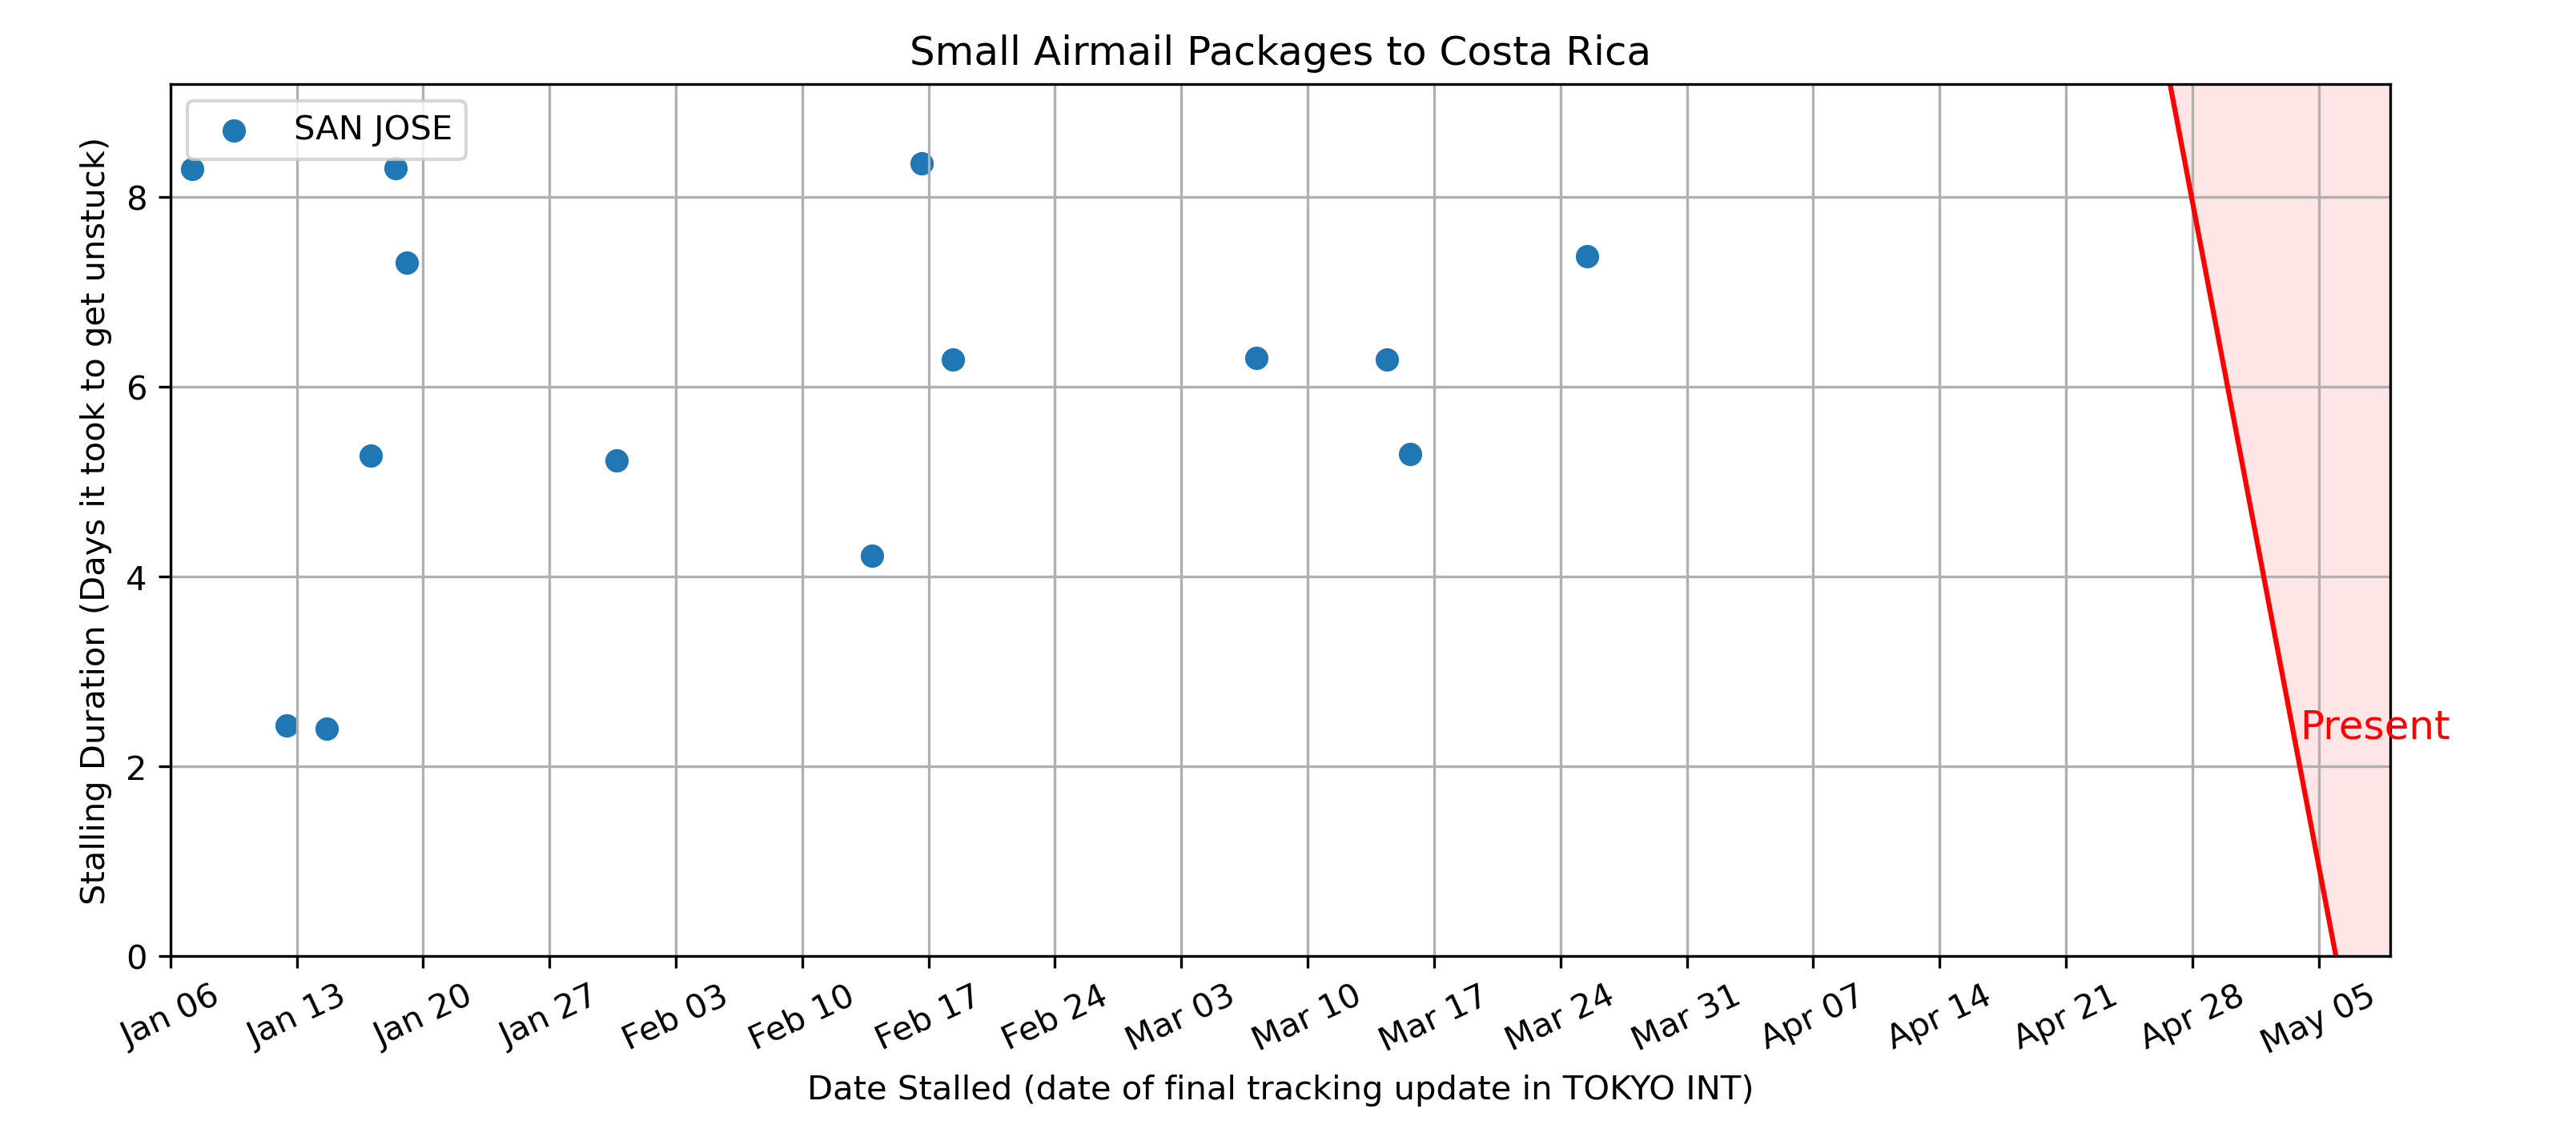 Small Airmail Packages to Costa Rica
SAN JOSE
Stalling Duration (Days it took to get unstuck)
8
6
4
2
0
Present
Jan 06
Jan 13
Jan 20
Jan 27
Feb 03
Feb 10
Feb 17
Feb 24
Mar 03
Mar 10
Mar 17
Mar 24
Mar 31
Apr 07
Apr 14
Apr 21
Apr 28
May 05
Date Stalled (date of final tracking update in TOKYO INT)